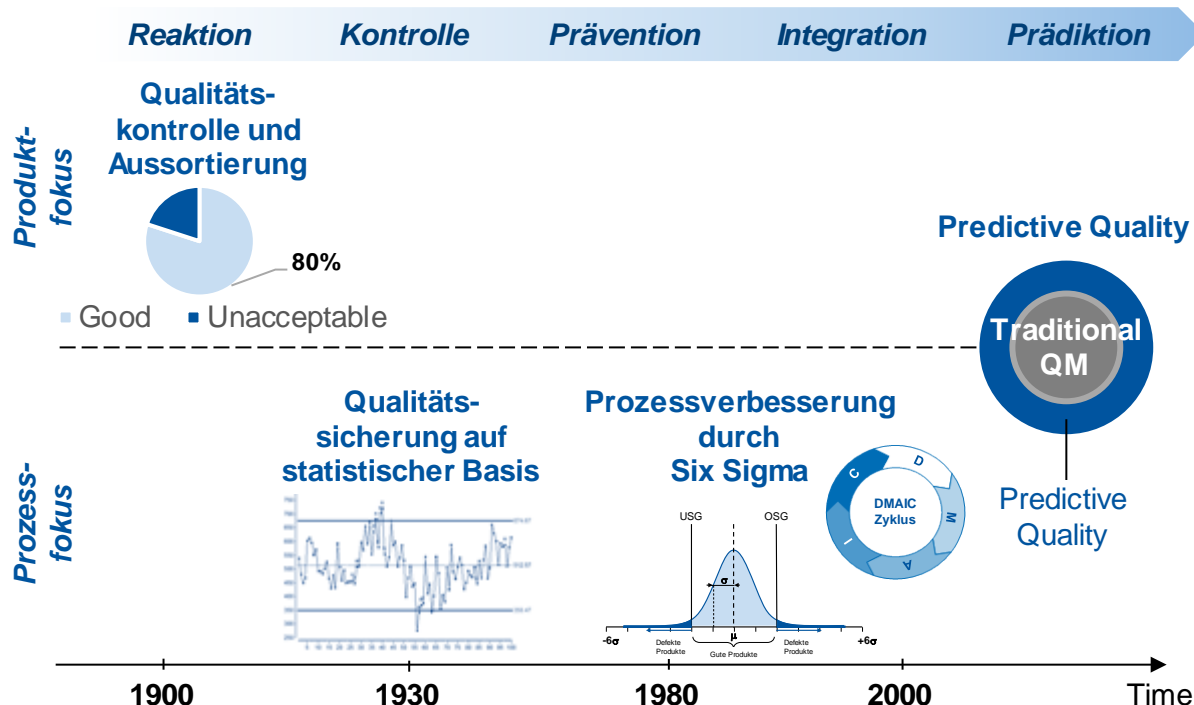 Reaktion Kontrolle Prävention Integration Prädiktion
Produkt-
fokus
Qualitäts-
kontrolle und
Aussortierung
80%
Good Unacceptable
Predictive Quality
Traditional
QM
Predictive
Quality
Prozess-
fokus
Qualitäts-
sicherung auf
statistischer Basis
Prozessverbesserung
durch
Six Sigma
USG OSG
σ
-6σ μ +6σ
Defekte
Produkte
Gute Produkte
Defekte
Produkte
D
M
A
I
C
DMAIC
Zyklus
1900 1930 1980 2000 Time